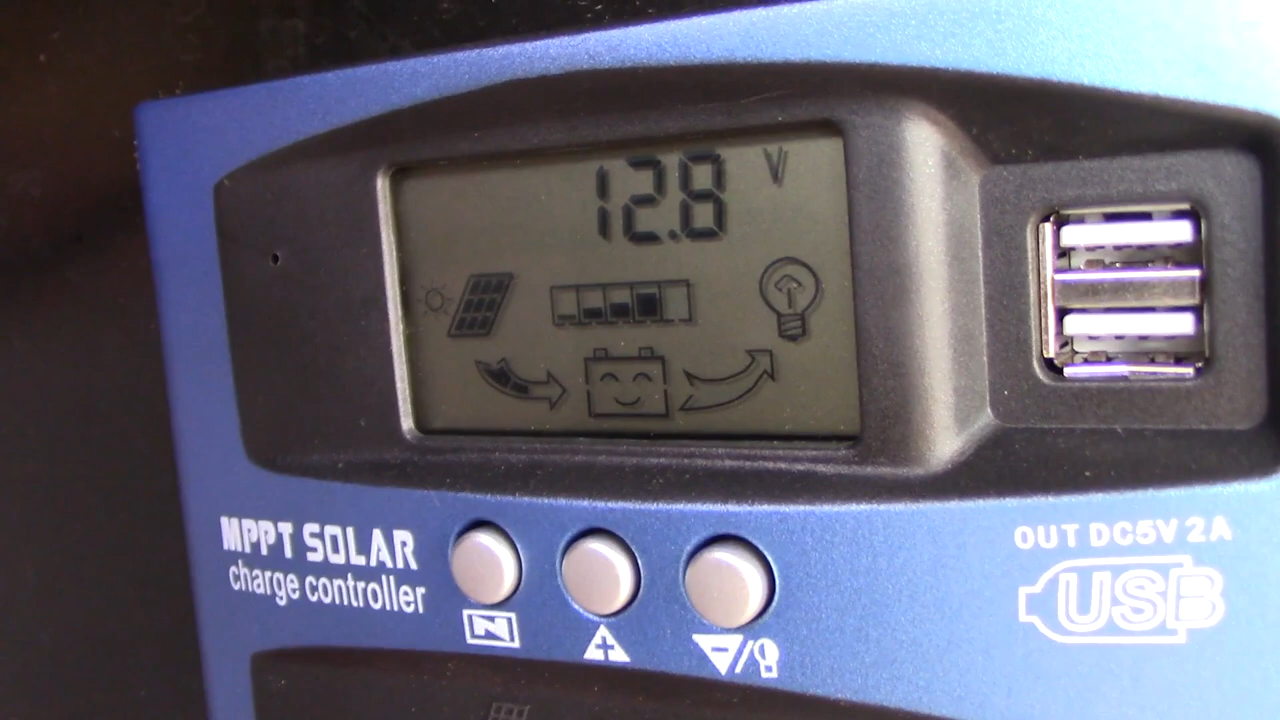 12.8 V
MPPT SOLAR
charge controller
OUT DC5V 2A
USB